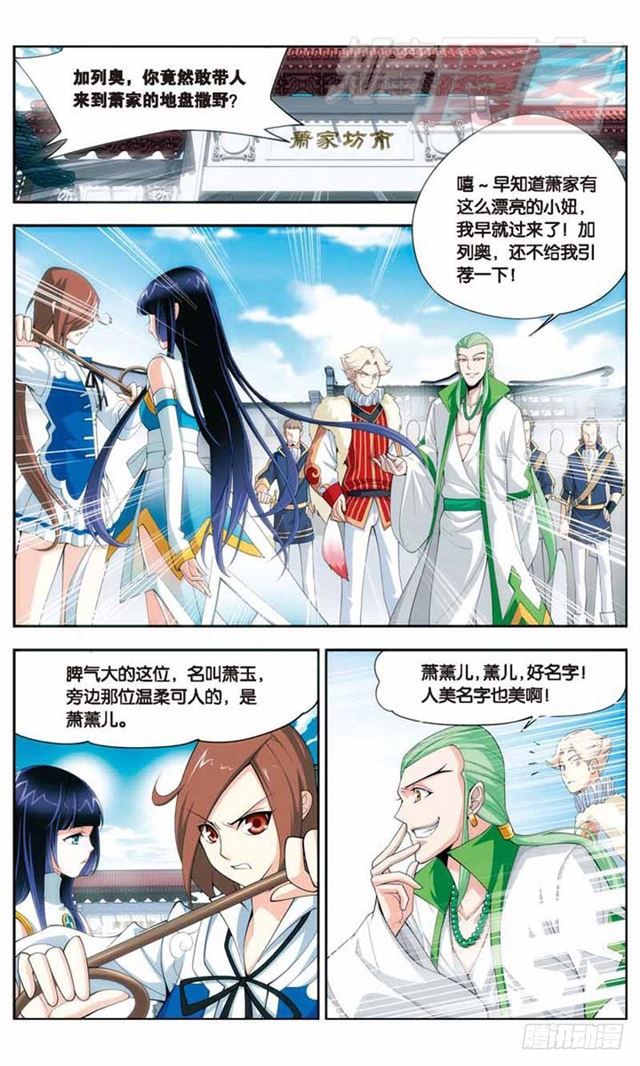 加列奥，你竟然敢带人
来到萧家的地盘撒野？
萧家坊市
嘻～早知道萧家有
这么漂亮的小妞，
我早就过来了！加
列奥，还不给我引
荐一下！
脾气大的这位，名叫萧玉，
旁边那位温柔可人的，是
萧薰儿。
萧薰儿，薰儿，好名字！
人美名字也美啊！
腾讯动漫